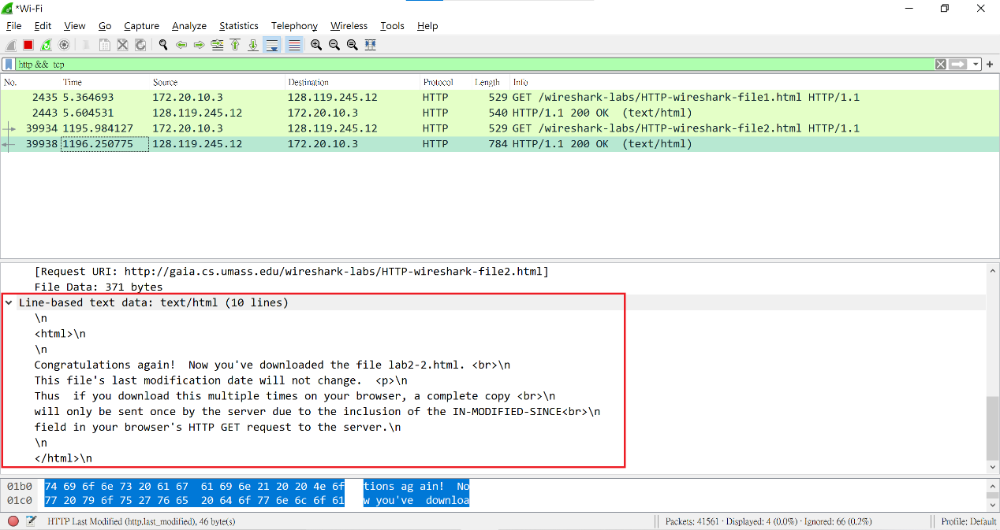 *Wi-Fi
File Edit View Go Capture Analyze Statistics Telephony Wireless Tools Help
http && tcp
No. Time Source Destination Protocol Length Info
2435 5.364693 172.20.10.3 128.119.245.12 HTTP 529 GET /wireshark-labs/HTTP-wireshark-file1.html HTTP/1.1
2443 5.604531 128.119.245.12 172.20.10.3 HTTP 540 HTTP/1.1 200 OK (text/html)
39934 1195.984127 172.20.10.3 128.119.245.12 HTTP 529 GET /wireshark-labs/HTTP-wireshark-file2.html HTTP/1.1
39938 1196.250775 128.119.245.12 172.20.10.3 HTTP 784 HTTP/1.1 200 OK (text/html)
[Request URI: http://gaia.cs.umass.edu/wireshark-labs/HTTP-wireshark-file2.html]
File Data: 371 bytes
Line-based text data: text/html (10 lines)
\n
<html>\n
\n
Congratulations again!  Now you've downloaded the file lab2-2.html. <br>\n
This file's last modification date will not change.  <p>\n
Thus  if you download this multiple times on your browser, a complete copy <br>\n
will only be sent once by the server due to the inclusion of the IN-MODIFIED-SINCE<br>\n
field in your browser's HTTP GET request to the server.\n
\n
</html>\n
01b0 74 69 6f 6e 73 20 61 67 61 69 6e 21 20 20 4e 6f tions ag ain!  No
01c0 77 20 79 6f 75 27 76 65 20 64 6f 77 6e 6c 6f 61 w you've  downloa
HTTP Last Modified (http.last_modified), 46 byte(s) Packets: 41561 · Displayed: 4 (0.0%) · Ignored: 66 (0.2%) Profile: Default